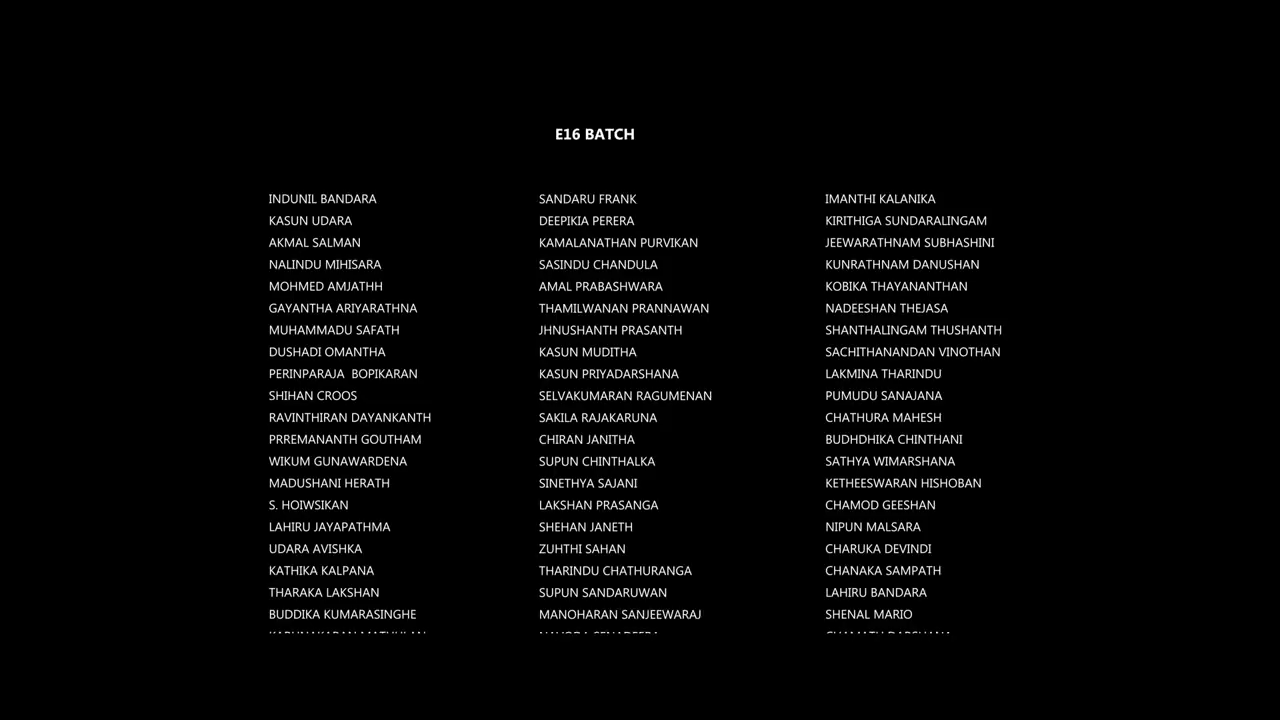 E16 BATCH
INDUNIL BANDARA
KASUN UDARA
AKMAL SALMAN
NALINDU MIHISARA
MOHMED AMJATHH
GAYANTHA ARIYARATHNA
MUHAMMADU SAFATH
DUSHADI OMANTHA
PERINPARAJA  BOPIKARAN
SHIHAN CROOS
RAVINTHIRAN DAYANKANTH
PRREMANANTH GOUTHAM
WIKUM GUNAWARDENA
MADUSHANI HERATH
S. HOIWSIKAN
LAHIRU JAYAPATHMA
UDARA AVISHKA
KATHIKA KALPANA
THARAKA LAKSHAN
BUDDIKA KUMARASINGHE
SANDARU FRANK
DEEPIKIA PERERA
KAMALANATHAN PURVIKAN
SASINDU CHANDULA
AMAL PRABASHWARA
THAMILWANAN PRANNAWAN
JHNUSHANTH PRASANTH
KASUN MUDITHA
KASUN PRIYADARSHANA
SELVAKUMARAN RAGUMENAN
SAKILA RAJAKARUNA
CHIRAN JANITHA
SUPUN CHINTHALKA
SINETHYA SAJANI
LAKSHAN PRASANGA
SHEHAN JANETH
ZUHTHI SAHAN
THARINDU CHATHURANGA
SUPUN SANDARUWAN
MANOHARAN SANJEEWARAJ
IMANTHI KALANIKA
KIRITHIGA SUNDARALINGAM
JEEWARATHNAM SUBHASHINI
KUNRATHNAM DANUSHAN
KOBIKA THAYANANTHAN
NADEESHAN THEJASA
SHANTHALINGAM THUSHANTH
SACHITHANANDAN VINOTHAN
LAKMINA THARINDU
PUMUDU SANAJANA
CHATHURA MAHESH
BUDHDHIKA CHINTHANI
SATHYA WIMARSHANA
KETHEESWARAN HISHOBAN
CHAMOD GEESHAN
NIPUN MALSARA
CHARUKA DEVINDI
CHANAKA SAMPATH
LAHIRU BANDARA
SHENAL MARIO